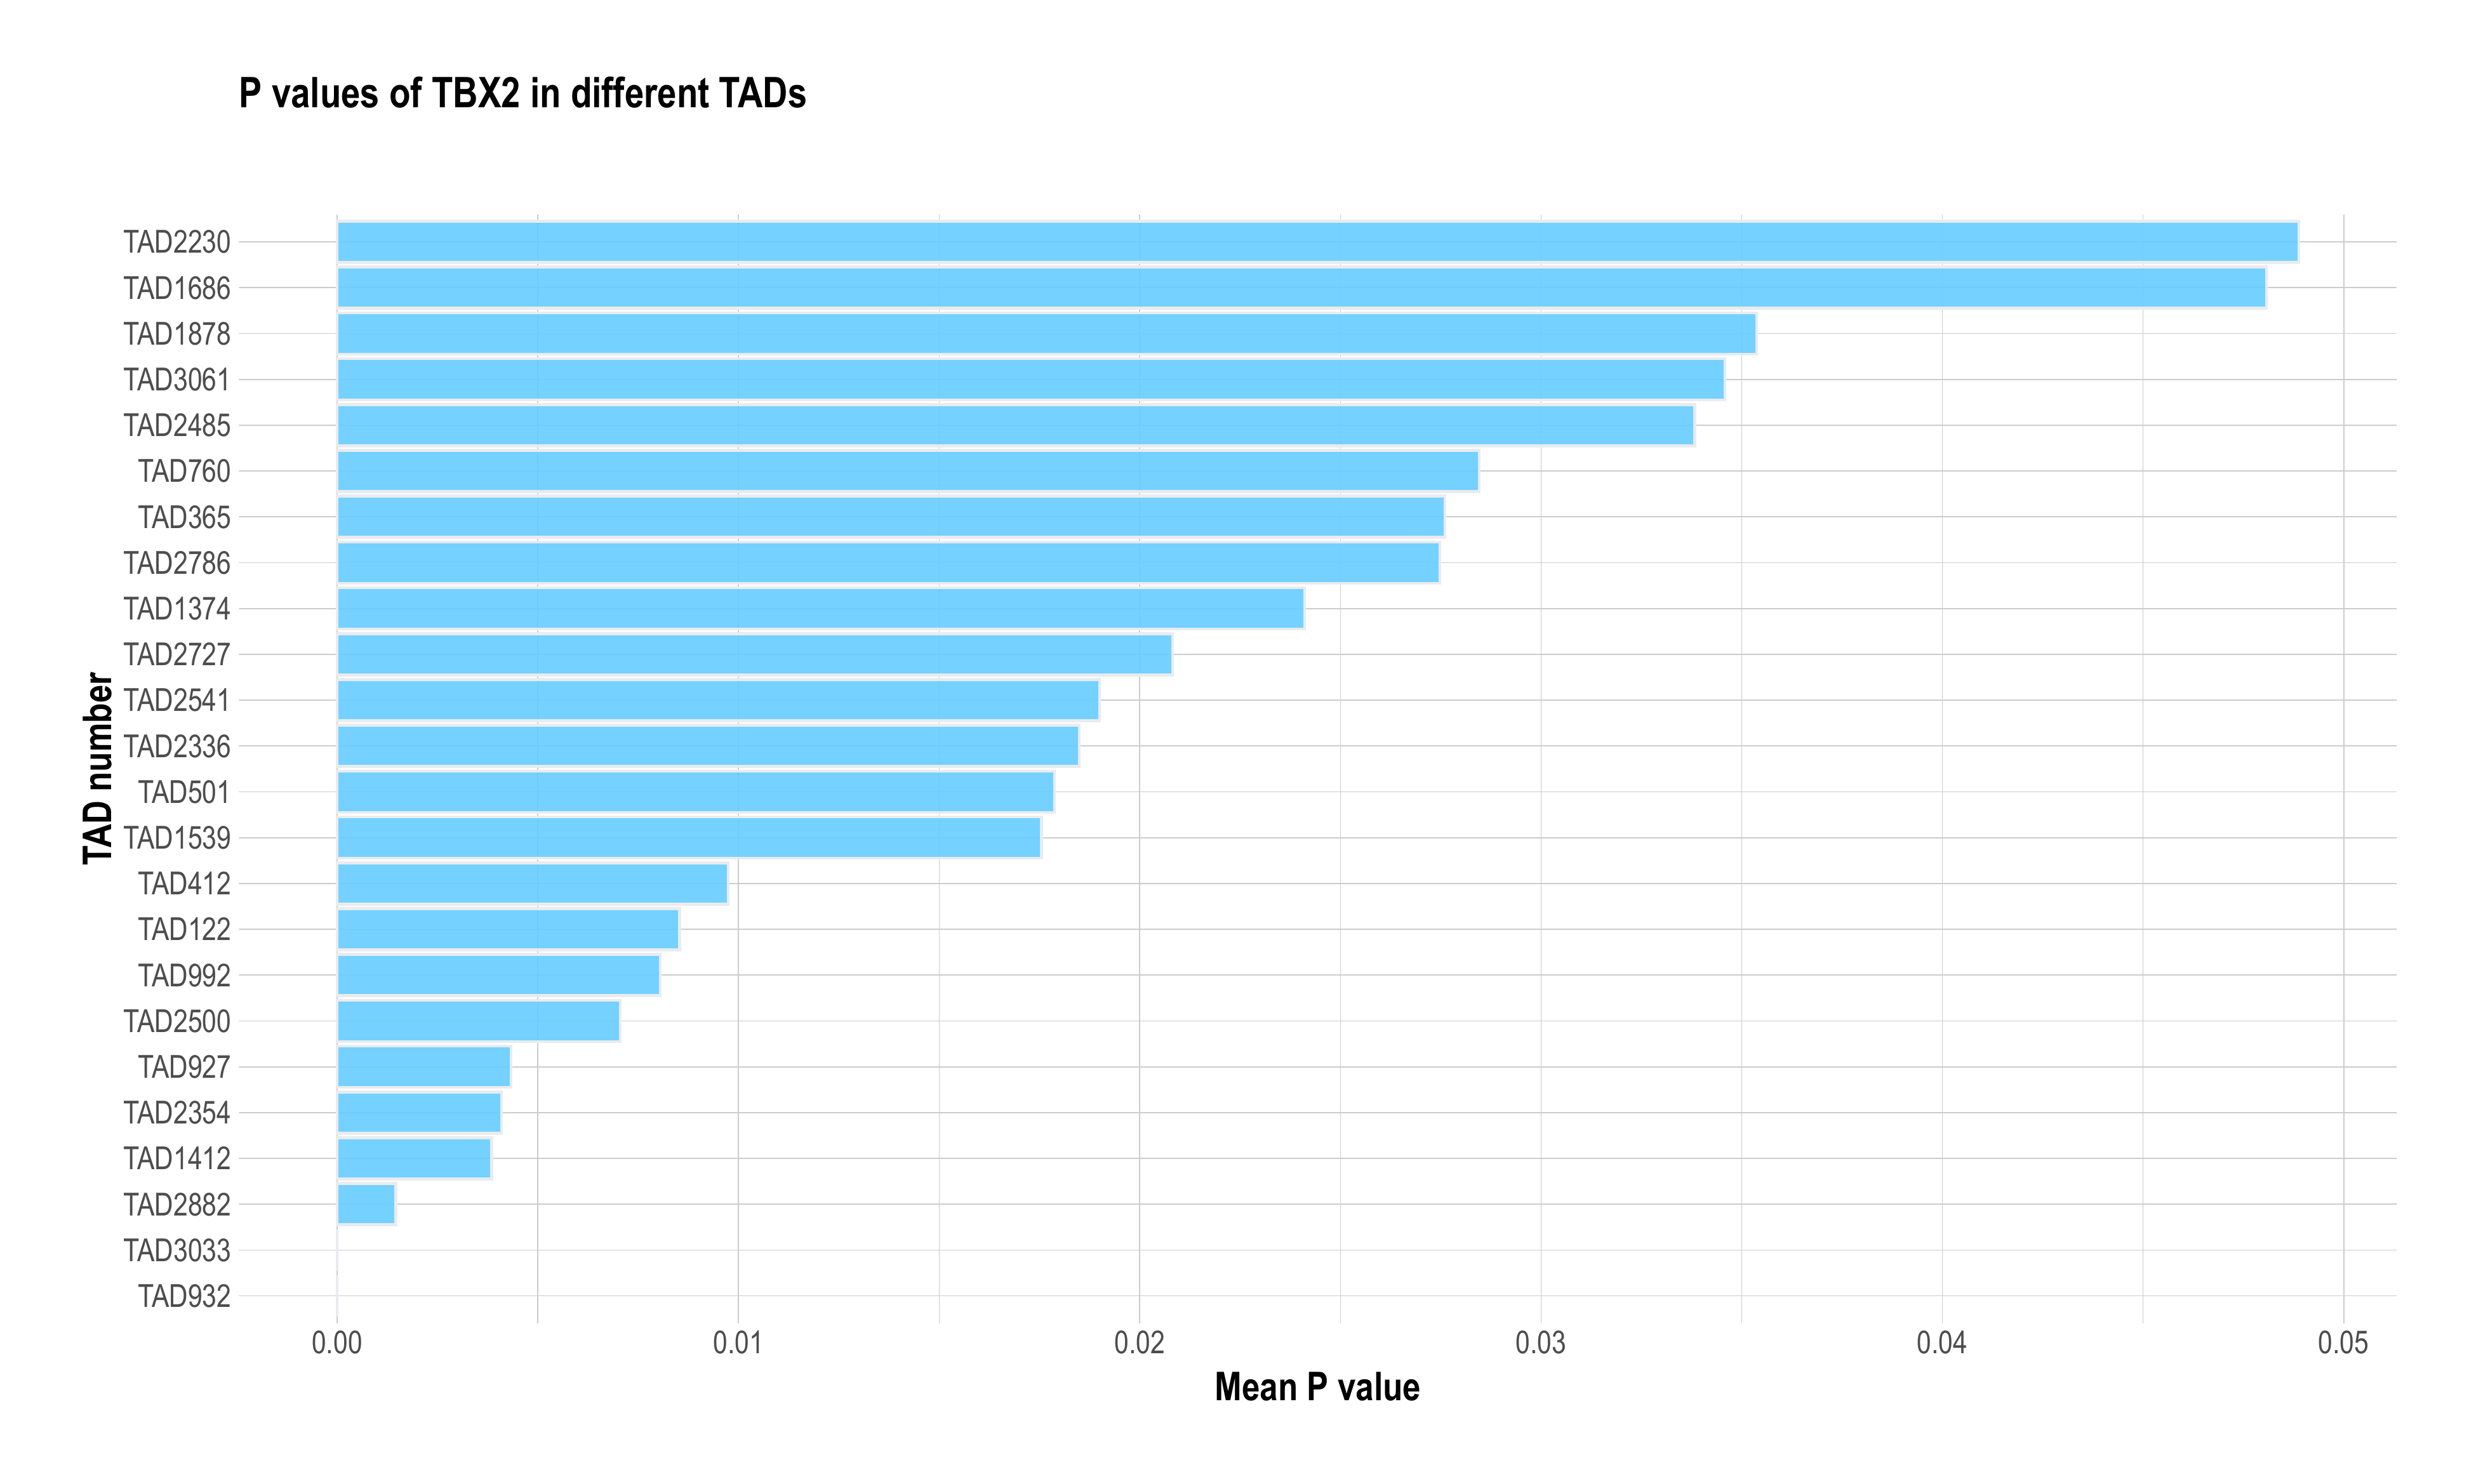 P values of TBX2 in different TADs
TAD number
TAD2230
TAD1686
TAD1878
TAD3061
TAD2485
TAD760
TAD365
TAD2786
TAD1374
TAD2727
TAD2541
TAD2336
TAD501
TAD1539
TAD412
TAD122
TAD992
TAD2500
TAD927
TAD2354
TAD1412
TAD2882
TAD3033
TAD932
0.00 0.01 0.02 0.03 0.04 0.05
Mean P value